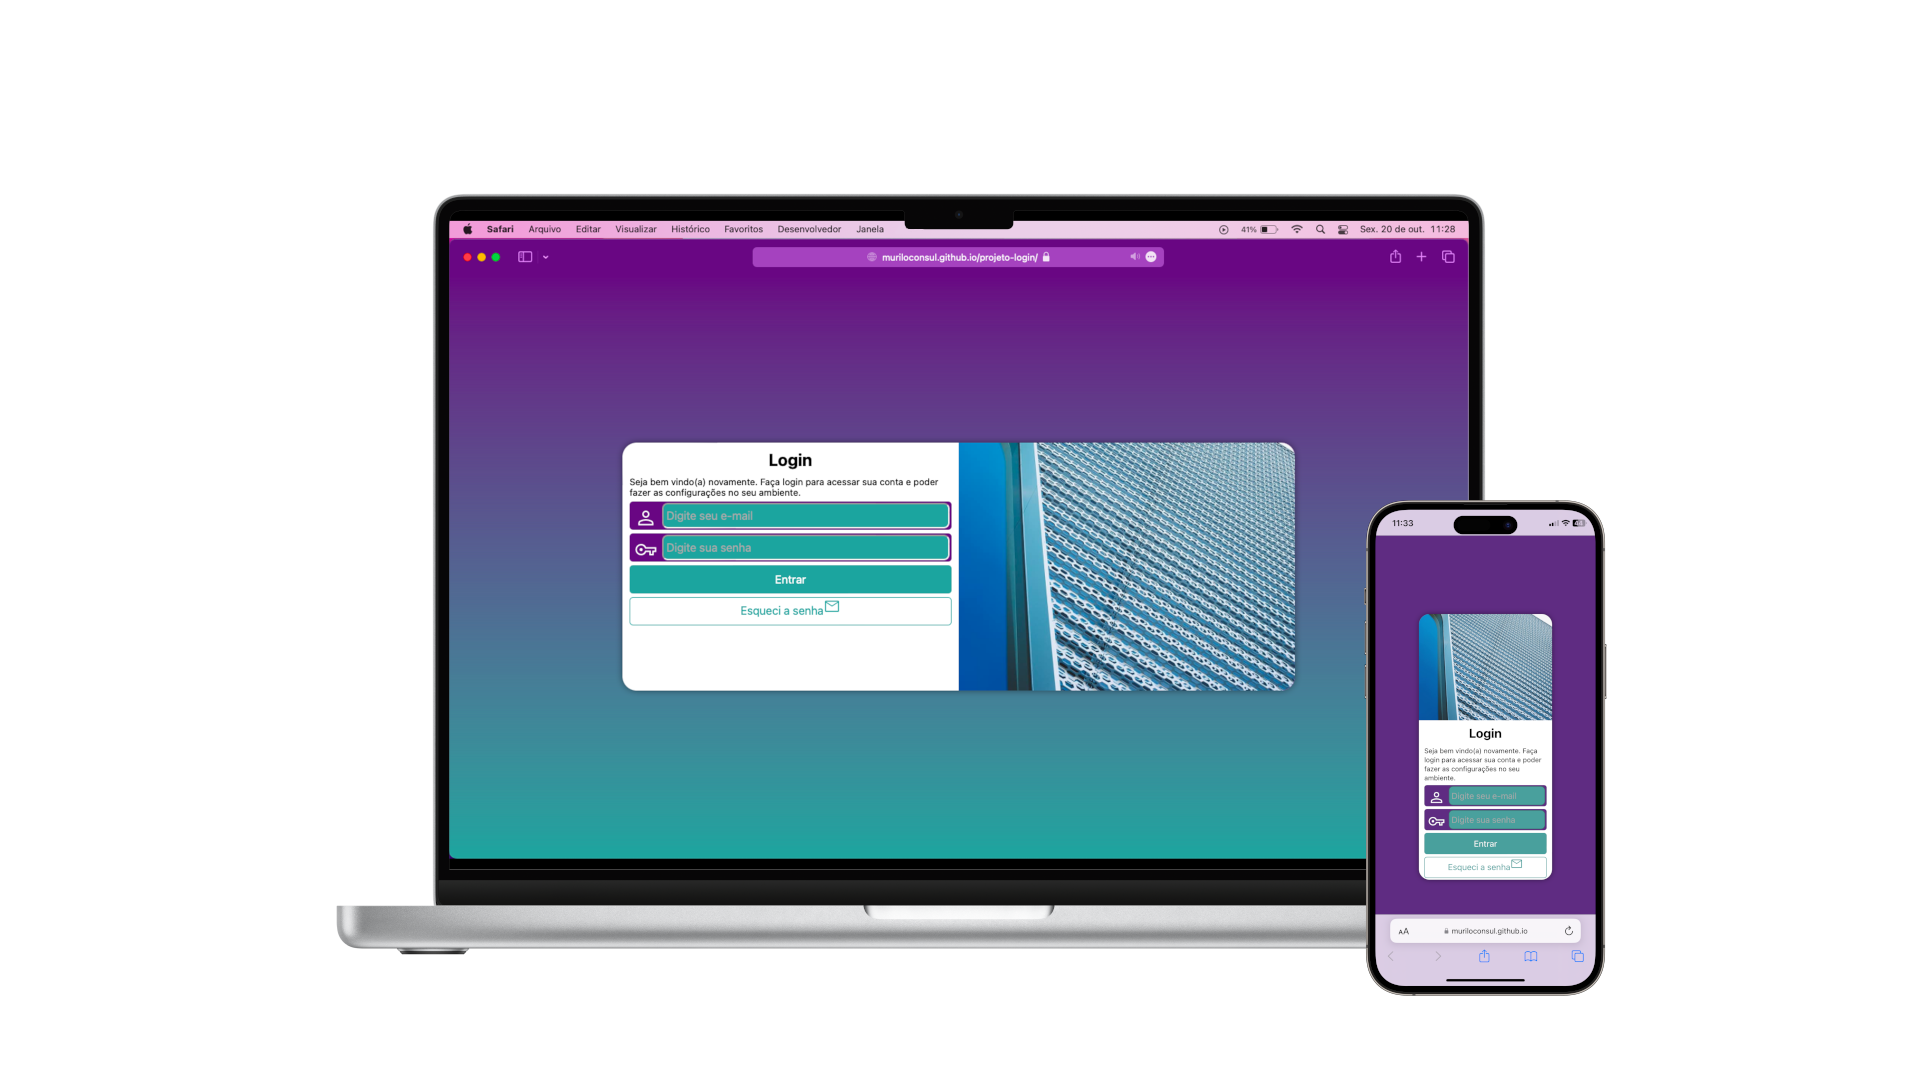 Safari Arquivo Editar Visualizar Histórico Favoritos Desenvolvedor Janela 41% Sex. 20 de out. 11:28
muriloconsul.github.io/projeto-login/
Login
Seja bem vindo(a) novamente. Faça login para acessar sua conta e poder
fazer as configurações no seu ambiente.
Digite seu e-mail
Digite sua senha
Entrar
Esqueci a senha
11:33
Login
Seja bem vindo(a) novamente. Faça
login para acessar sua conta e poder
fazer as configurações no seu
ambiente.
Digite seu e-mail
Digite sua senha
Entrar
Esqueci a senha
AA muriloconsul.github.io